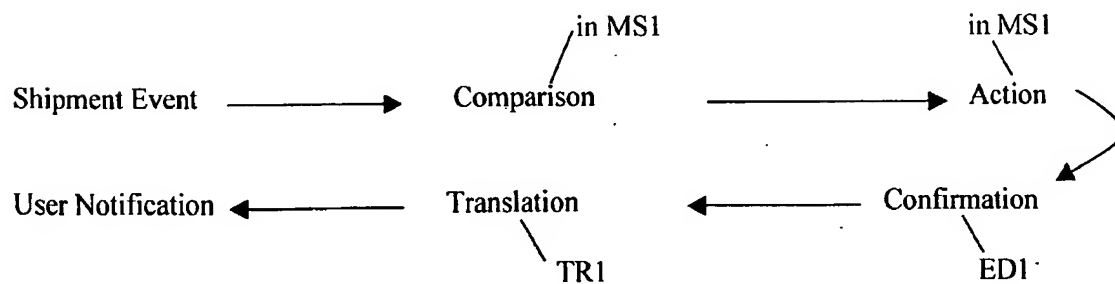 in MS1 in MS1
Shipment Event Comparison Action
User Notification Translation Confirmation
TR1 ED1